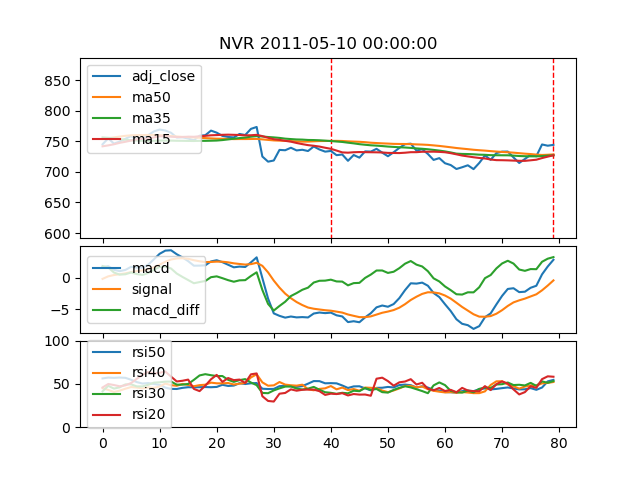 NVR 2011-05-10 00:00:00
850
800
750
700
650
600
adj_close
ma50
ma35
ma15
0
−5
macd
signal
macd_diff
100
50
0
rsi50
rsi40
rsi30
rsi20
0 10 20 30 40 50 60 70 80